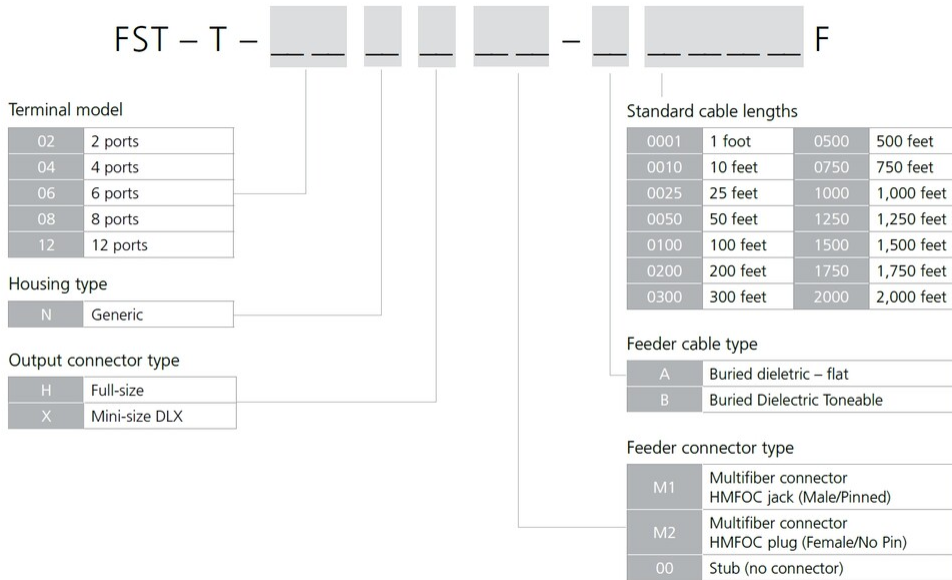 FST – T – __ __ __ __ __ __ – __ __ __ __ __ F
Terminal model
02 2 ports
04 4 ports
06 6 ports
08 8 ports
12 12 ports
Housing type
N Generic
Output connector type
H Full-size
X Mini-size DLX
Standard cable lengths
0001 1 foot 0500 500 feet
0010 10 feet 0750 750 feet
0025 25 feet 1000 1,000 feet
0050 50 feet 1250 1,250 feet
0100 100 feet 1500 1,500 feet
0200 200 feet 1750 1,750 feet
0300 300 feet 2000 2,000 feet
Feeder cable type
A Buried dieletric – flat
B Buried Dielectric Toneable
Feeder connector type
M1 Multifiber connector
HMFOC jack (Male/Pinned)
M2 Multifiber connector
HMFOC plug (Female/No Pin)
00 Stub (no connector)